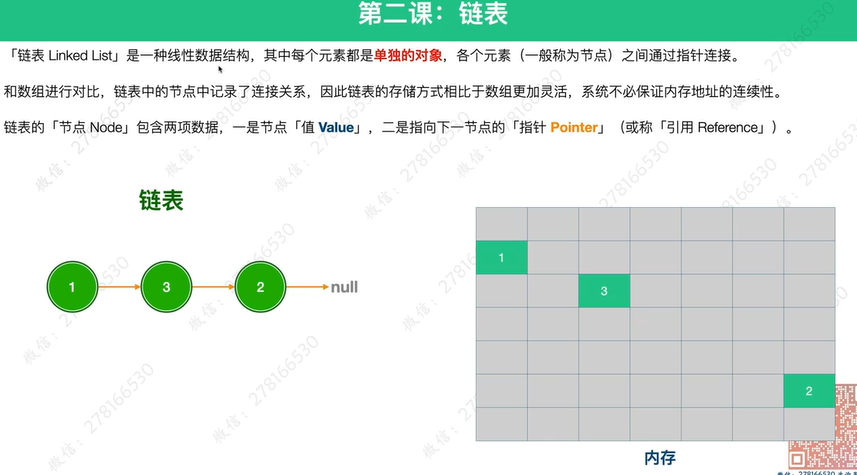 第二课：链表
「链表 Linked List」是一种线性数据结构，其中每个元素都是单独的对象，各个元素（一般称为节点）之间通过指针连接。
和数组进行对比，链表中的节点中记录了连接关系，因此链表的存储方式相比于数组更加灵活，系统不必保证内存地址的连续性。
链表的「节点 Node」包含两项数据，一是节点「值 Value」，二是指向下一节点的「指针 Pointer」（或称「引用 Reference」）。
链表
1 3 2 null
1
3
2
内存
微信：278166530